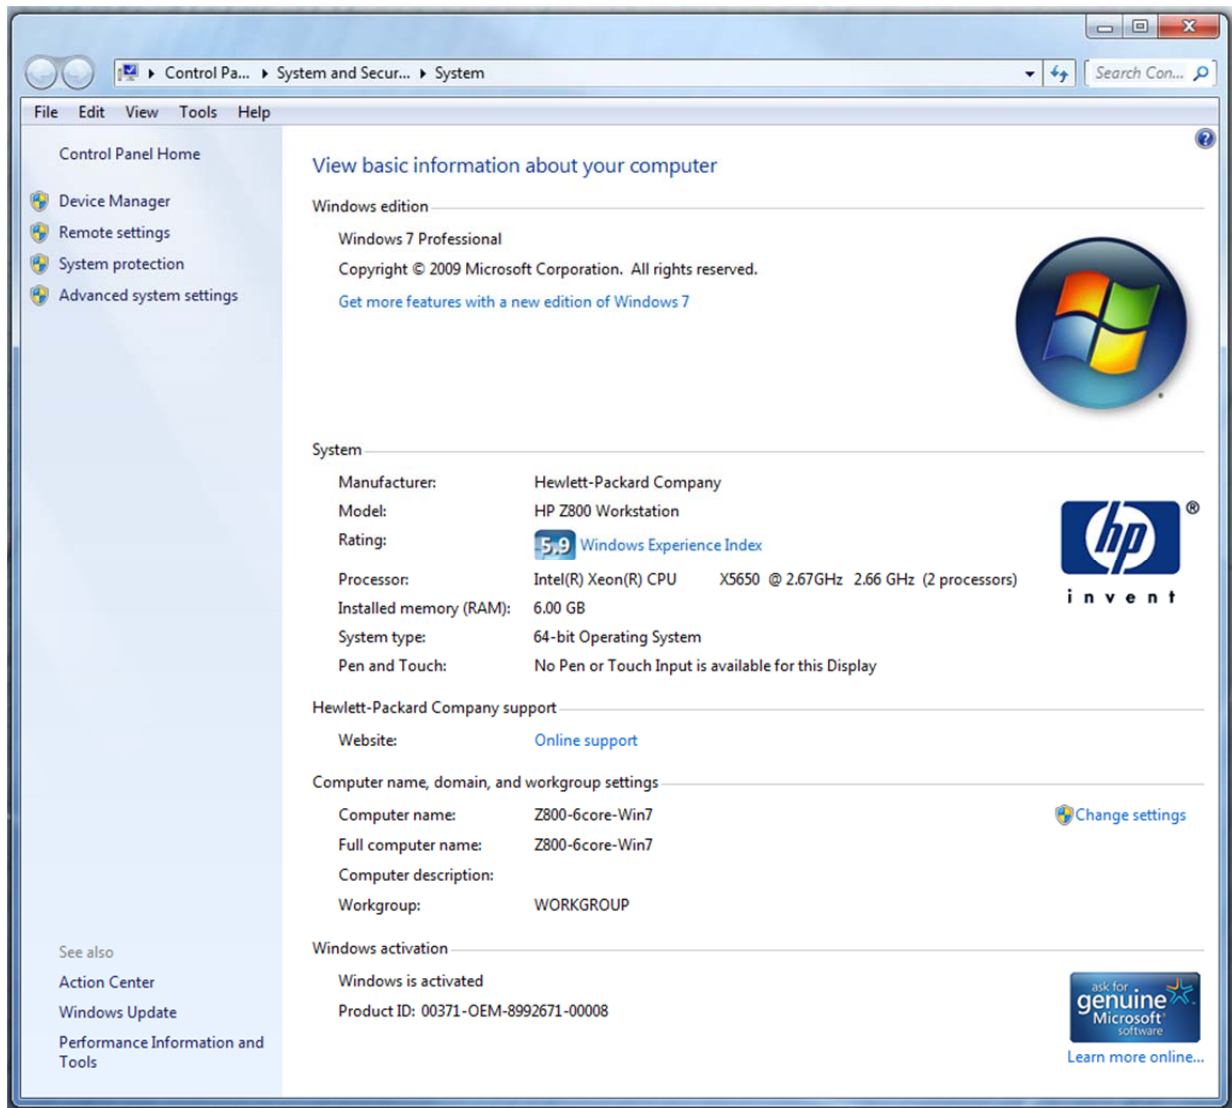 Control Pa... System and Secur... System
Search Con...
File Edit View Tools Help
Control Panel Home
Device Manager
Remote settings
System protection
Advanced system settings
See also
Action Center
Windows Update
Performance Information and
Tools
View basic information about your computer
Windows edition
Windows 7 Professional
Copyright © 2009 Microsoft Corporation. All rights reserved.
Get more features with a new edition of Windows 7
System
Manufacturer: Hewlett-Packard Company
Model: HP Z800 Workstation
Rating: 5.9 Windows Experience Index
Processor: Intel(R) Xeon(R) CPU X5650 @ 2.67GHz 2.66 GHz (2 processors)
Installed memory (RAM): 6.00 GB
System type: 64-bit Operating System
Pen and Touch: No Pen or Touch Input is available for this Display
hp ®
invent
Hewlett-Packard Company support
Website: Online support
Computer name, domain, and workgroup settings
Computer name: Z800-6core-Win7 Change settings
Full computer name: Z800-6core-Win7
Computer description:
Workgroup: WORKGROUP
Windows activation
Windows is activated
Product ID: 00371-OEM-8992671-00008
ask for
genuine
Microsoft
software
Learn more online...